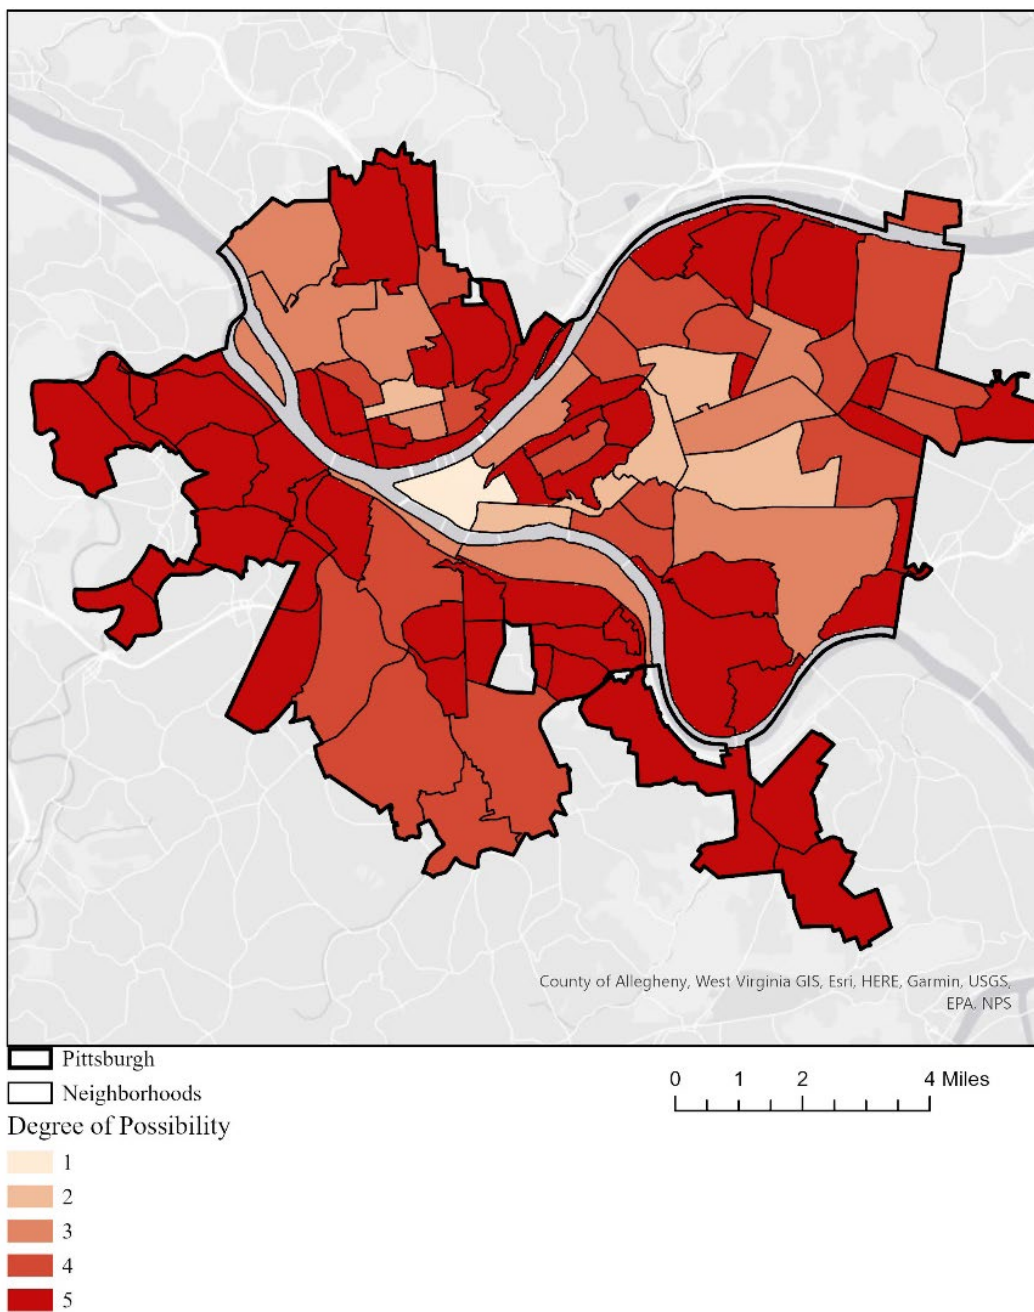 County of Allegheny, West Virginia GIS, Esri, HERE, Garmin, USGS,
EPA, NPS
Pittsburgh
Neighborhoods
0 1 2 4 Miles
Degree of Possibility
1
2
3
4
5